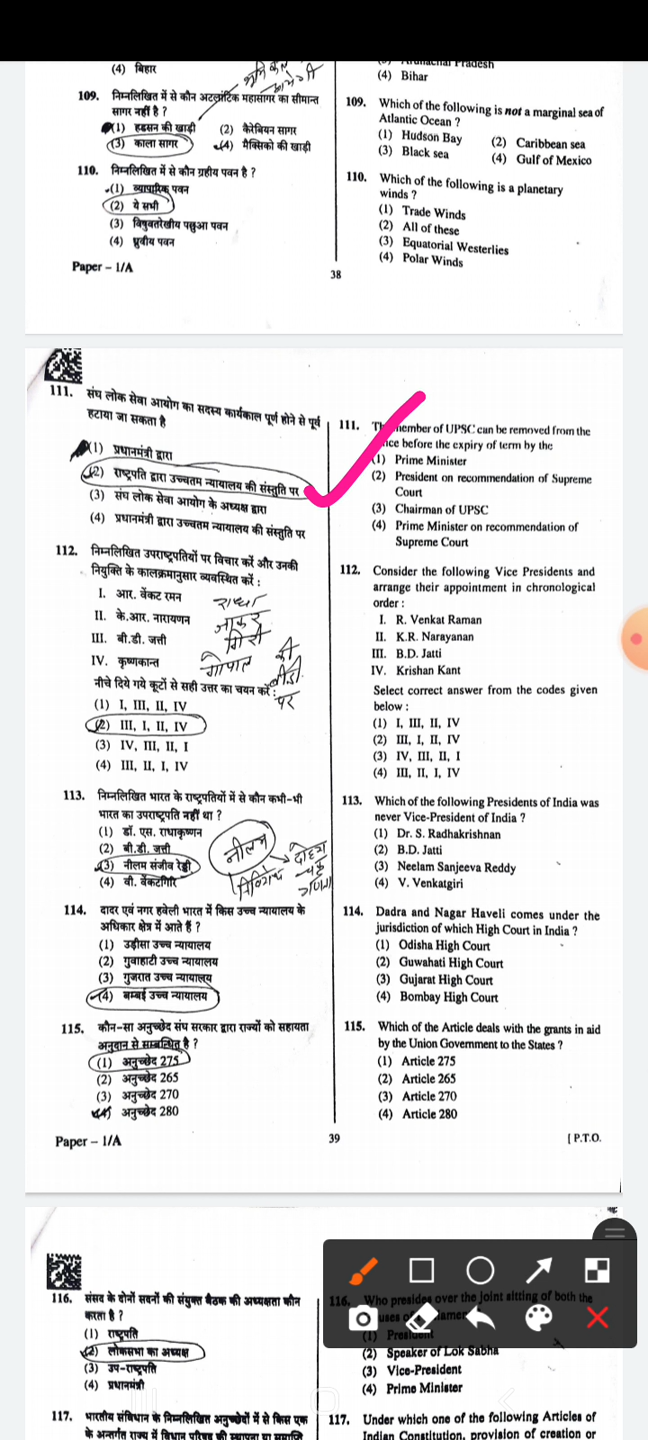 (4) बिहार
109. निम्नलिखित में से कौन अटलांटिक महासागर का सीमान्त
सागर नहीं है ?
(1) हडसन की खाड़ी (2) कैरेबियन सागर
(3) काला सागर (4) मैक्सिको की खाड़ी
110. निम्नलिखित में से कौन ग्रहीय पवन है ?
(1) व्यापारिक पवन
(2) ये सभी
(3) विषुवतरेखीय पछुआ पवन
(4) ध्रुवीय पवन
Paper – 1/A
Arunachal Pradesh
(4) Bihar
109. Which of the following is not a marginal sea of
Atlantic Ocean ?
(1) Hudson Bay (2) Caribbean sea
(3) Black sea (4) Gulf of Mexico
110. Which of the following is a planetary
winds ?
(1) Trade Winds
(2) All of these
(3) Equatorial Westerlies
(4) Polar Winds
38
111. संघ लोक सेवा आयोग का सदस्य कार्यकाल पूर्ण होने से पूर्व
हटाया जा सकता है
(1) प्रधानमंत्री द्वारा
(2) राष्ट्रपति द्वारा उच्चतम न्यायालय की संस्तुति पर
(3) संघ लोक सेवा आयोग के अध्यक्ष द्वारा
(4) प्रधानमंत्री द्वारा उच्चतम न्यायालय की संस्तुति पर
112. निम्नलिखित उपराष्ट्रपतियों पर विचार करें और उनकी
नियुक्ति के कालक्रमानुसार व्यवस्थित करें :
I. आर. वेंकट रमन
II. के.आर. नारायणन
III. बी.डी. जत्ती
IV. कृष्णकान्त
गोपाल
नीचे दिये गये कूटों से सही उत्तर का चयन करें :
पर
(1) I, III, II, IV
(2) III, I, II, IV
(3) IV, III, II, I
(4) III, II, I, IV
113. निम्नलिखित भारत के राष्ट्रपतियों में से कौन कभी-भी
भारत का उपराष्ट्रपति नहीं था ?
(1) डॉ. एस. राधाकृष्णन
(2) बी.डी. जत्ती
(3) नीलम संजीव रेड्डी
(4) वी. वेंकटगिरि
नीलम
114. दादर एवं नगर हवेली भारत में किस उच्च न्यायालय के
अधिकार क्षेत्र में आते हैं ?
(1) उड़ीसा उच्च न्यायालय
(2) गुवाहाटी उच्च न्यायालय
(3) गुजरात उच्च न्यायालय
(4) बम्बई उच्च न्यायालय
115. कौन-सा अनुच्छेद संघ सरकार द्वारा राज्यों को सहायता
अनुदान से सम्बन्धित है ?
(1) अनुच्छेद 275
(2) अनुच्छेद 265
(3) अनुच्छेद 270
(4) अनुच्छेद 280
Paper – 1/A
111. The member of UPSC can be removed from the
office before the expiry of term by the
(1) Prime Minister
(2) President on recommendation of Supreme
Court
(3) Chairman of UPSC
(4) Prime Minister on recommendation of
Supreme Court
112. Consider the following Vice Presidents and
arrange their appointment in chronological
order :
I. R. Venkat Raman
II. K.R. Narayanan
III. B.D. Jatti
IV. Krishan Kant
Select correct answer from the codes given
below :
(1) I, III, II, IV
(2) III, I, II, IV
(3) IV, III, II, I
(4) III, II, I, IV
113. Which of the following Presidents of India was
never Vice-President of India ?
(1) Dr. S. Radhakrishnan
(2) B.D. Jatti
(3) Neelam Sanjeeva Reddy
(4) V. Venkatgiri
114. Dadra and Nagar Haveli comes under the
jurisdiction of which High Court in India ?
(1) Odisha High Court
(2) Guwahati High Court
(3) Gujarat High Court
(4) Bombay High Court
115. Which of the Article deals with the grants in aid
by the Union Government to the States ?
(1) Article 275
(2) Article 265
(3) Article 270
(4) Article 280
39
[ P.T.O.
116. संसद के दोनों सदनों की संयुक्त बैठक की अध्यक्षता कौन
करता है ?
(1) राष्ट्रपति
(2) लोकसभा का अध्यक्ष
(3) उप-राष्ट्रपति
(4) प्रधानमंत्री
117. भारतीय संविधान के निम्नलिखित अनुच्छेदों में से किस एक
के अन्तर्गत राज्य में विधान परिषद की स्थापना या समाप्ति
116. Who presides over the joint sitting of both the
(1) President
(2) Speaker of Lok Sabha
(3) Vice-President
(4) Prime Minister
117. Under which one of the following Articles of
Indian Constitution, provision of creation or